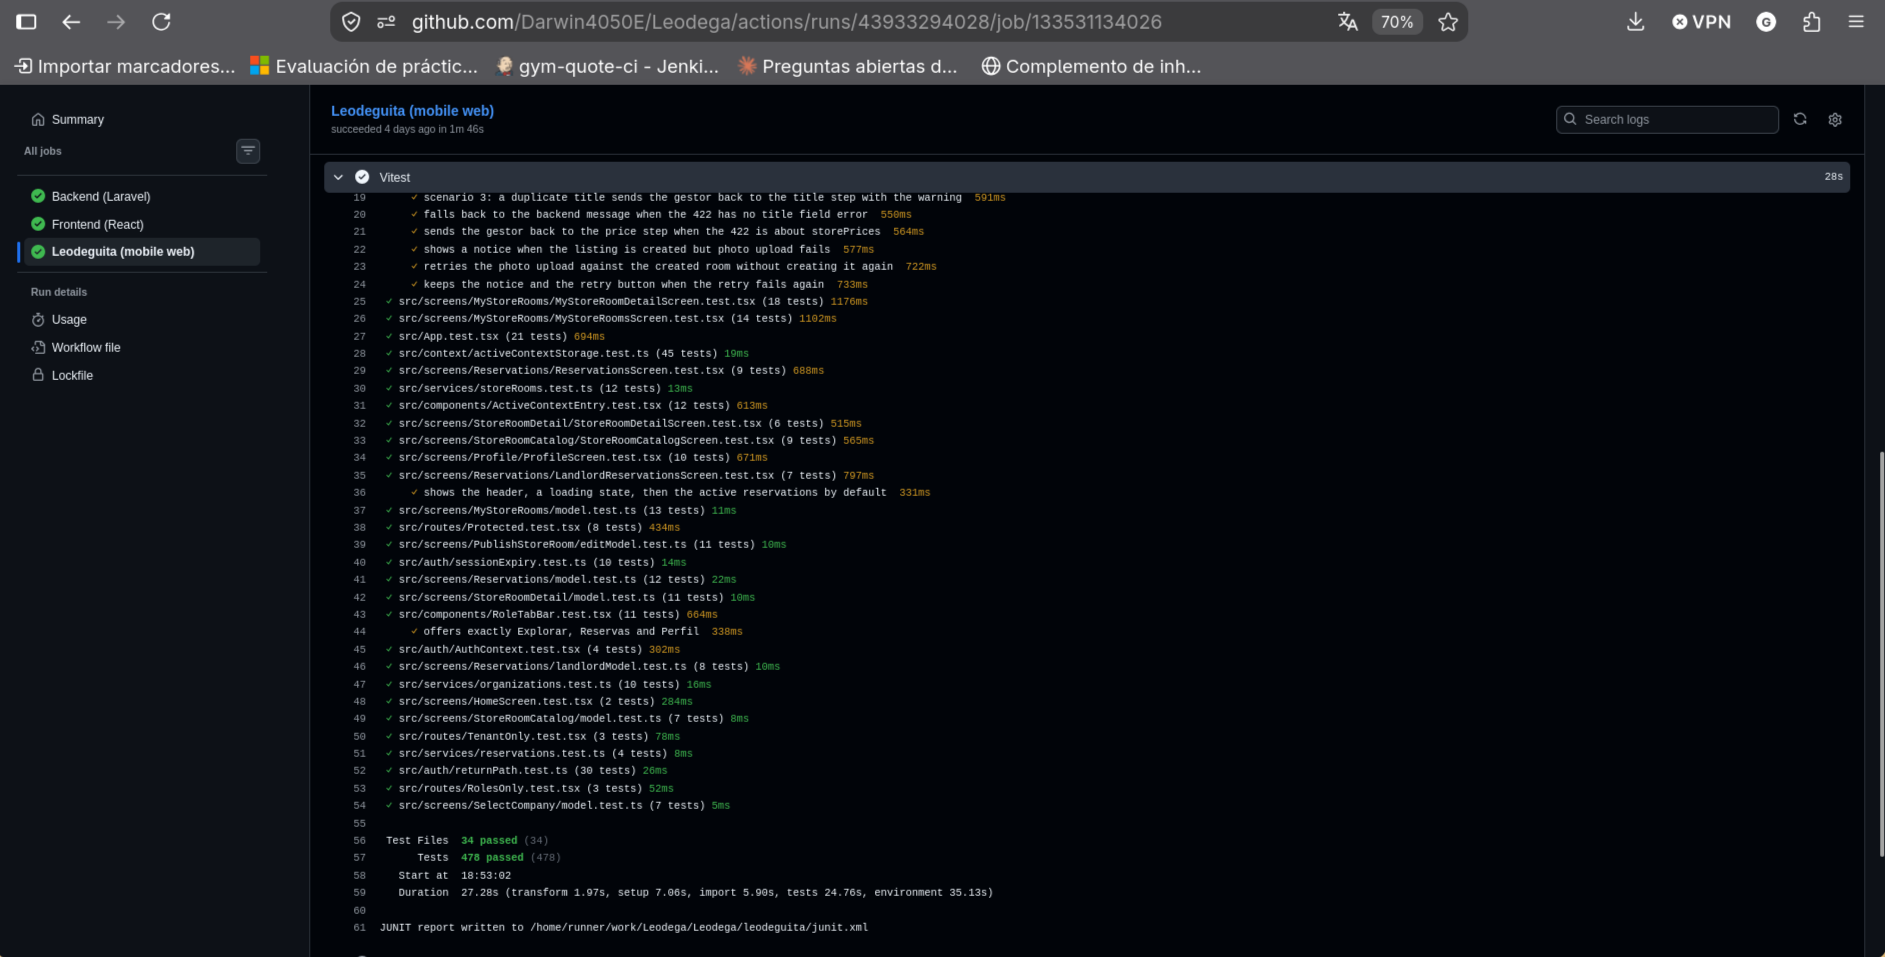 github.com/Darwin4050E/Leodega/actions/runs/43933294028/job/133531134026
70%
VPN
G
Importar marcadores...
Evaluación de práctic...
gym-quote-ci - Jenki...
Preguntas abiertas d...
Complemento de inh...
Summary
All jobs
Backend (Laravel)
Frontend (React)
Leodeguita (mobile web)
Run details
Usage
Workflow file
Lockfile
Leodeguita (mobile web)
succeeded 4 days ago in 1m 46s
Search logs
Vitest
28s
19 ✓ scenario 3: a duplicate title sends the gestor back to the title step with the warning 591ms
20 ✓ falls back to the backend message when the 422 has no title field error 550ms
21 ✓ sends the gestor back to the price step when the 422 is about storePrices 564ms
22 ✓ shows a notice when the listing is created but photo upload fails 577ms
23 ✓ retries the photo upload against the created room without creating it again 722ms
24 ✓ keeps the notice and the retry button when the retry fails again 733ms
25 ✓ src/screens/MyStoreRooms/MyStoreRoomDetailScreen.test.tsx (18 tests) 1176ms
26 ✓ src/screens/MyStoreRooms/MyStoreRoomsScreen.test.tsx (14 tests) 1102ms
27 ✓ src/App.test.tsx (21 tests) 694ms
28 ✓ src/context/activeContextStorage.test.ts (45 tests) 19ms
29 ✓ src/screens/Reservations/ReservationsScreen.test.tsx (9 tests) 688ms
30 ✓ src/services/storeRooms.test.ts (12 tests) 13ms
31 ✓ src/components/ActiveContextEntry.test.tsx (12 tests) 613ms
32 ✓ src/screens/StoreRoomDetail/StoreRoomDetailScreen.test.tsx (6 tests) 515ms
33 ✓ src/screens/StoreRoomCatalog/StoreRoomCatalogScreen.test.tsx (9 tests) 565ms
34 ✓ src/screens/Profile/ProfileScreen.test.tsx (10 tests) 671ms
35 ✓ src/screens/Reservations/LandlordReservationsScreen.test.tsx (7 tests) 797ms
36 ✓ shows the header, a loading state, then the active reservations by default 331ms
37 ✓ src/screens/MyStoreRooms/model.test.ts (13 tests) 11ms
38 ✓ src/routes/Protected.test.tsx (8 tests) 434ms
39 ✓ src/screens/PublishStoreRoom/editModel.test.ts (11 tests) 10ms
40 ✓ src/auth/sessionExpiry.test.ts (10 tests) 14ms
41 ✓ src/screens/Reservations/model.test.ts (12 tests) 22ms
42 ✓ src/screens/StoreRoomDetail/model.test.ts (11 tests) 10ms
43 ✓ src/components/RoleTabBar.test.tsx (11 tests) 664ms
44 ✓ offers exactly Explorar, Reservas and Perfil 338ms
45 ✓ src/auth/AuthContext.test.tsx (4 tests) 302ms
46 ✓ src/screens/Reservations/landlordModel.test.ts (8 tests) 10ms
47 ✓ src/services/organizations.test.ts (10 tests) 16ms
48 ✓ src/screens/HomeScreen.test.tsx (2 tests) 284ms
49 ✓ src/screens/StoreRoomCatalog/model.test.ts (7 tests) 8ms
50 ✓ src/routes/TenantOnly.test.tsx (3 tests) 78ms
51 ✓ src/services/reservations.test.ts (4 tests) 8ms
52 ✓ src/auth/returnPath.test.ts (30 tests) 26ms
53 ✓ src/routes/RolesOnly.test.tsx (3 tests) 52ms
54 ✓ src/screens/SelectCompany/model.test.ts (7 tests) 5ms
55
56 Test Files 34 passed (34)
57 Tests 478 passed (478)
58 Start at 18:53:02
59 Duration 27.28s (transform 1.97s, setup 7.06s, import 5.90s, tests 24.76s, environment 35.13s)
60
61 JUNIT report written to /home/runner/work/Leodega/Leodega/leodeguita/junit.xml